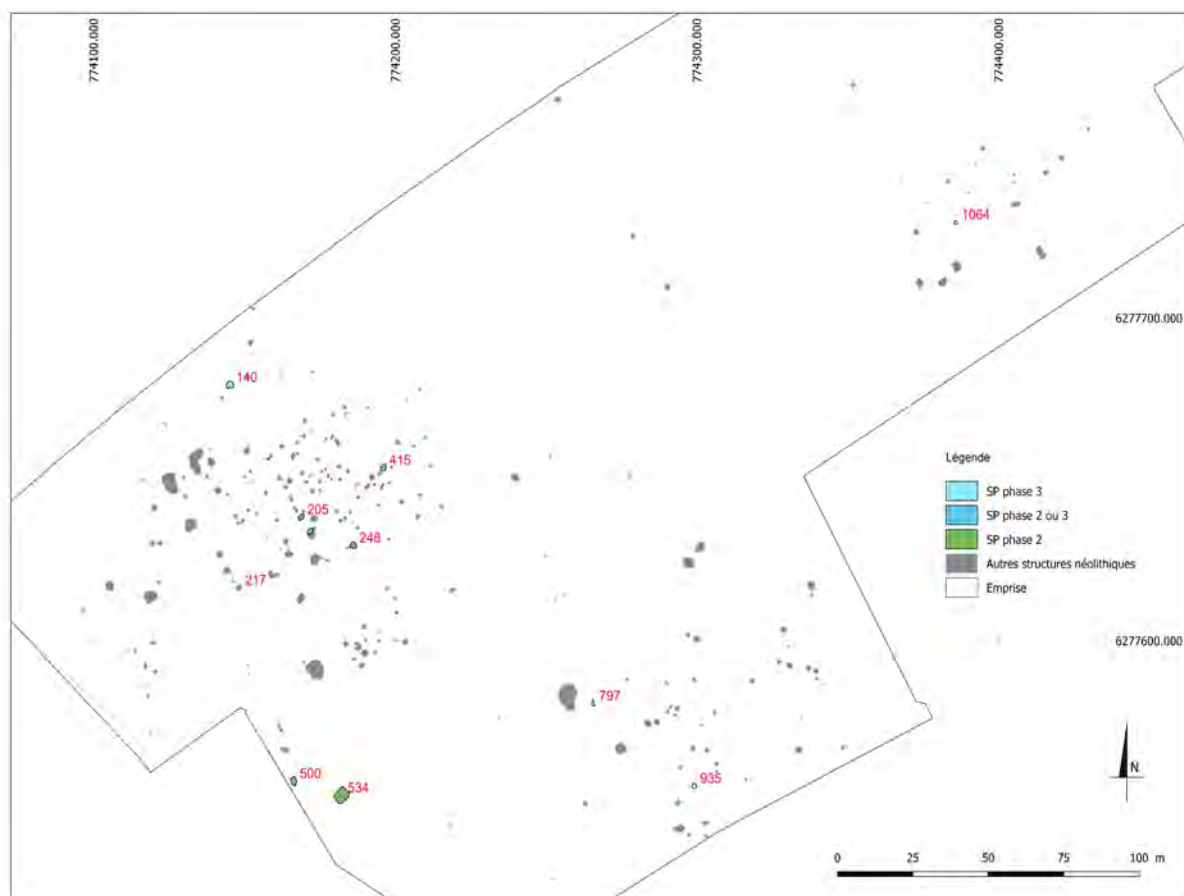 774100.000
774200.000
774300.000
774400.000
1064
6277700.000
140
415
Légende
SP phase 3
205
SP phase 2 ou 3
248
SP phase 2
Autres structures néolithiques
217
Emprise
6277600.000
797
N
500
935
534
0 25 50 75 100 m